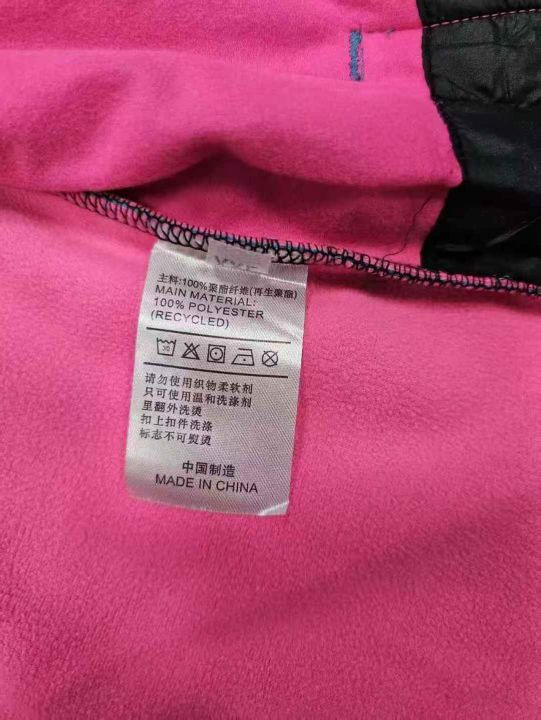 主料:100%聚酯纤维(再生聚酯)
MAIN MATERIAL:
100% POLYESTER
(RECYCLED)
30
请勿使用织物柔软剂
只可使用温和洗涤剂
里翻外洗烫
扣上扣件洗涤
标志不可熨烫
中国制造
MADE IN CHINA